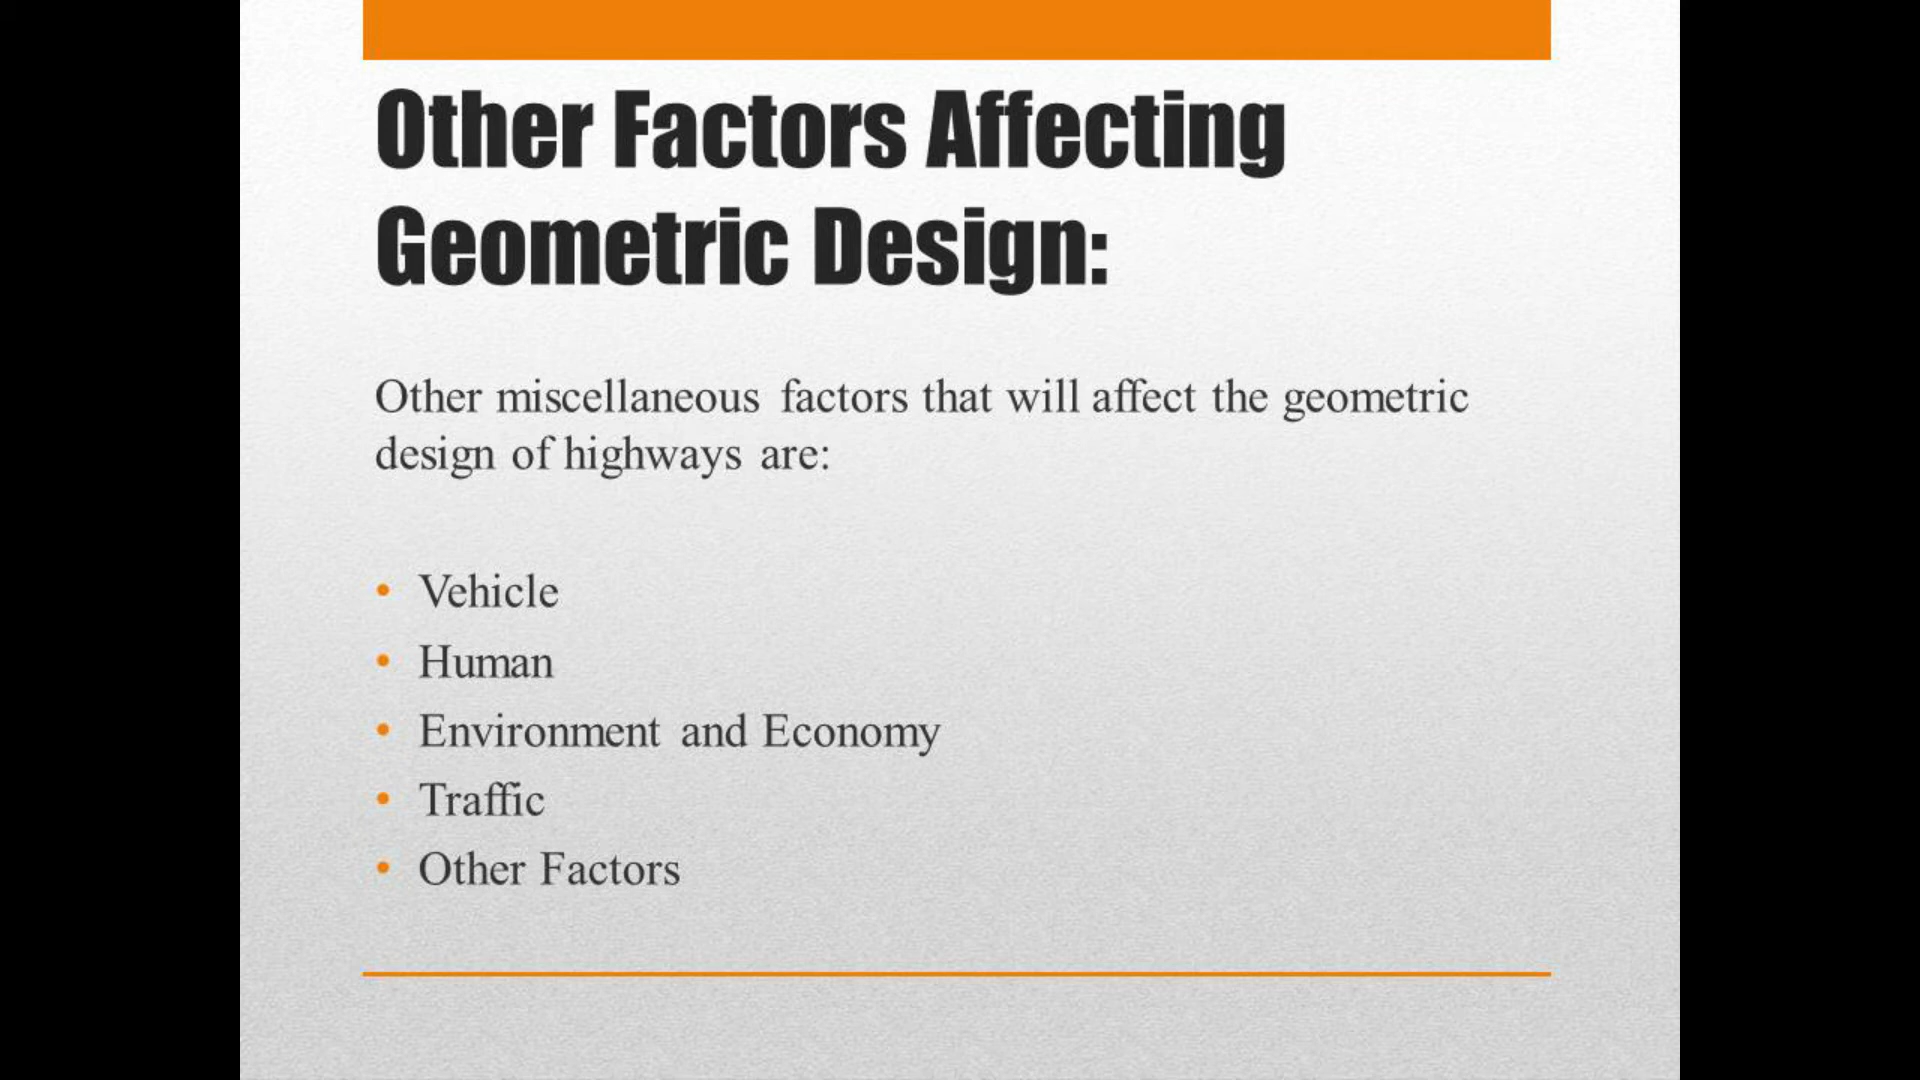 Other Factors Affecting
Geometric Design:
Other miscellaneous factors that will affect the geometric
design of highways are:
• Vehicle
• Human
• Environment and Economy
• Traffic
• Other Factors